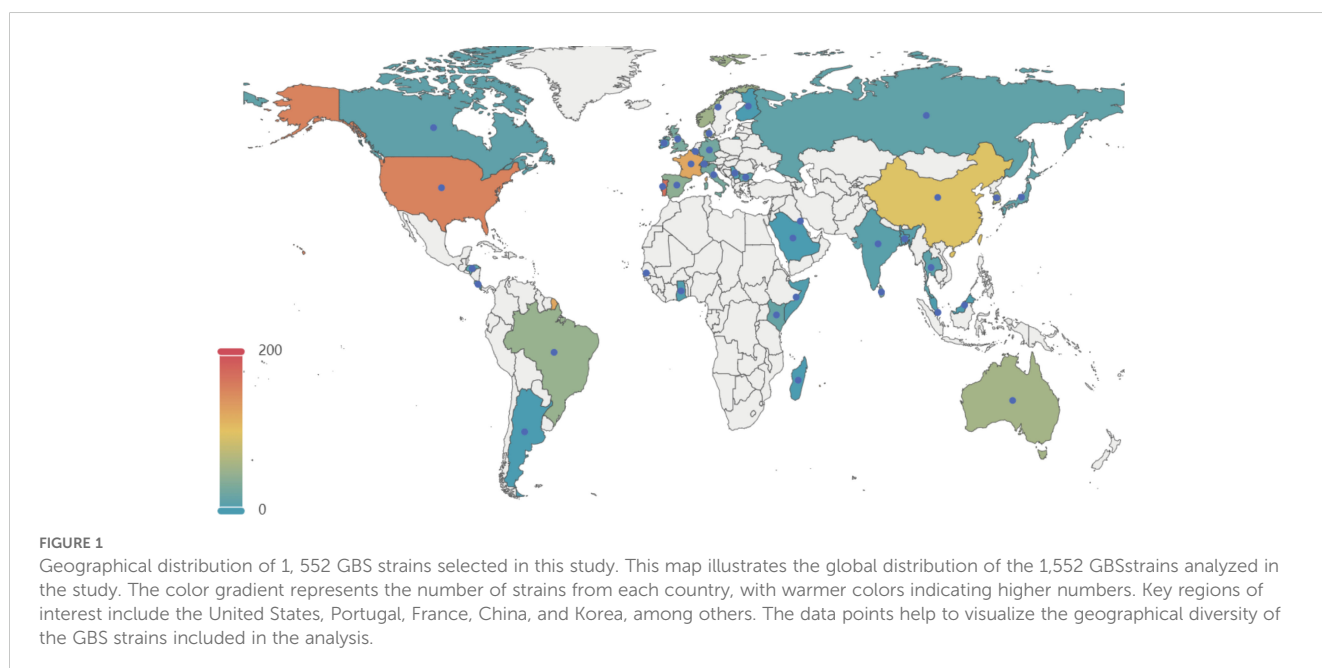 200
0
FIGURE 1
Geographical distribution of 1, 552 GBS strains selected in this study. This map illustrates the global distribution of the 1,552 GBSstrains analyzed in
the study. The color gradient represents the number of strains from each country, with warmer colors indicating higher numbers. Key regions of
interest include the United States, Portugal, France, China, and Korea, among others. The data points help to visualize the geographical diversity of
the GBS strains included in the analysis.